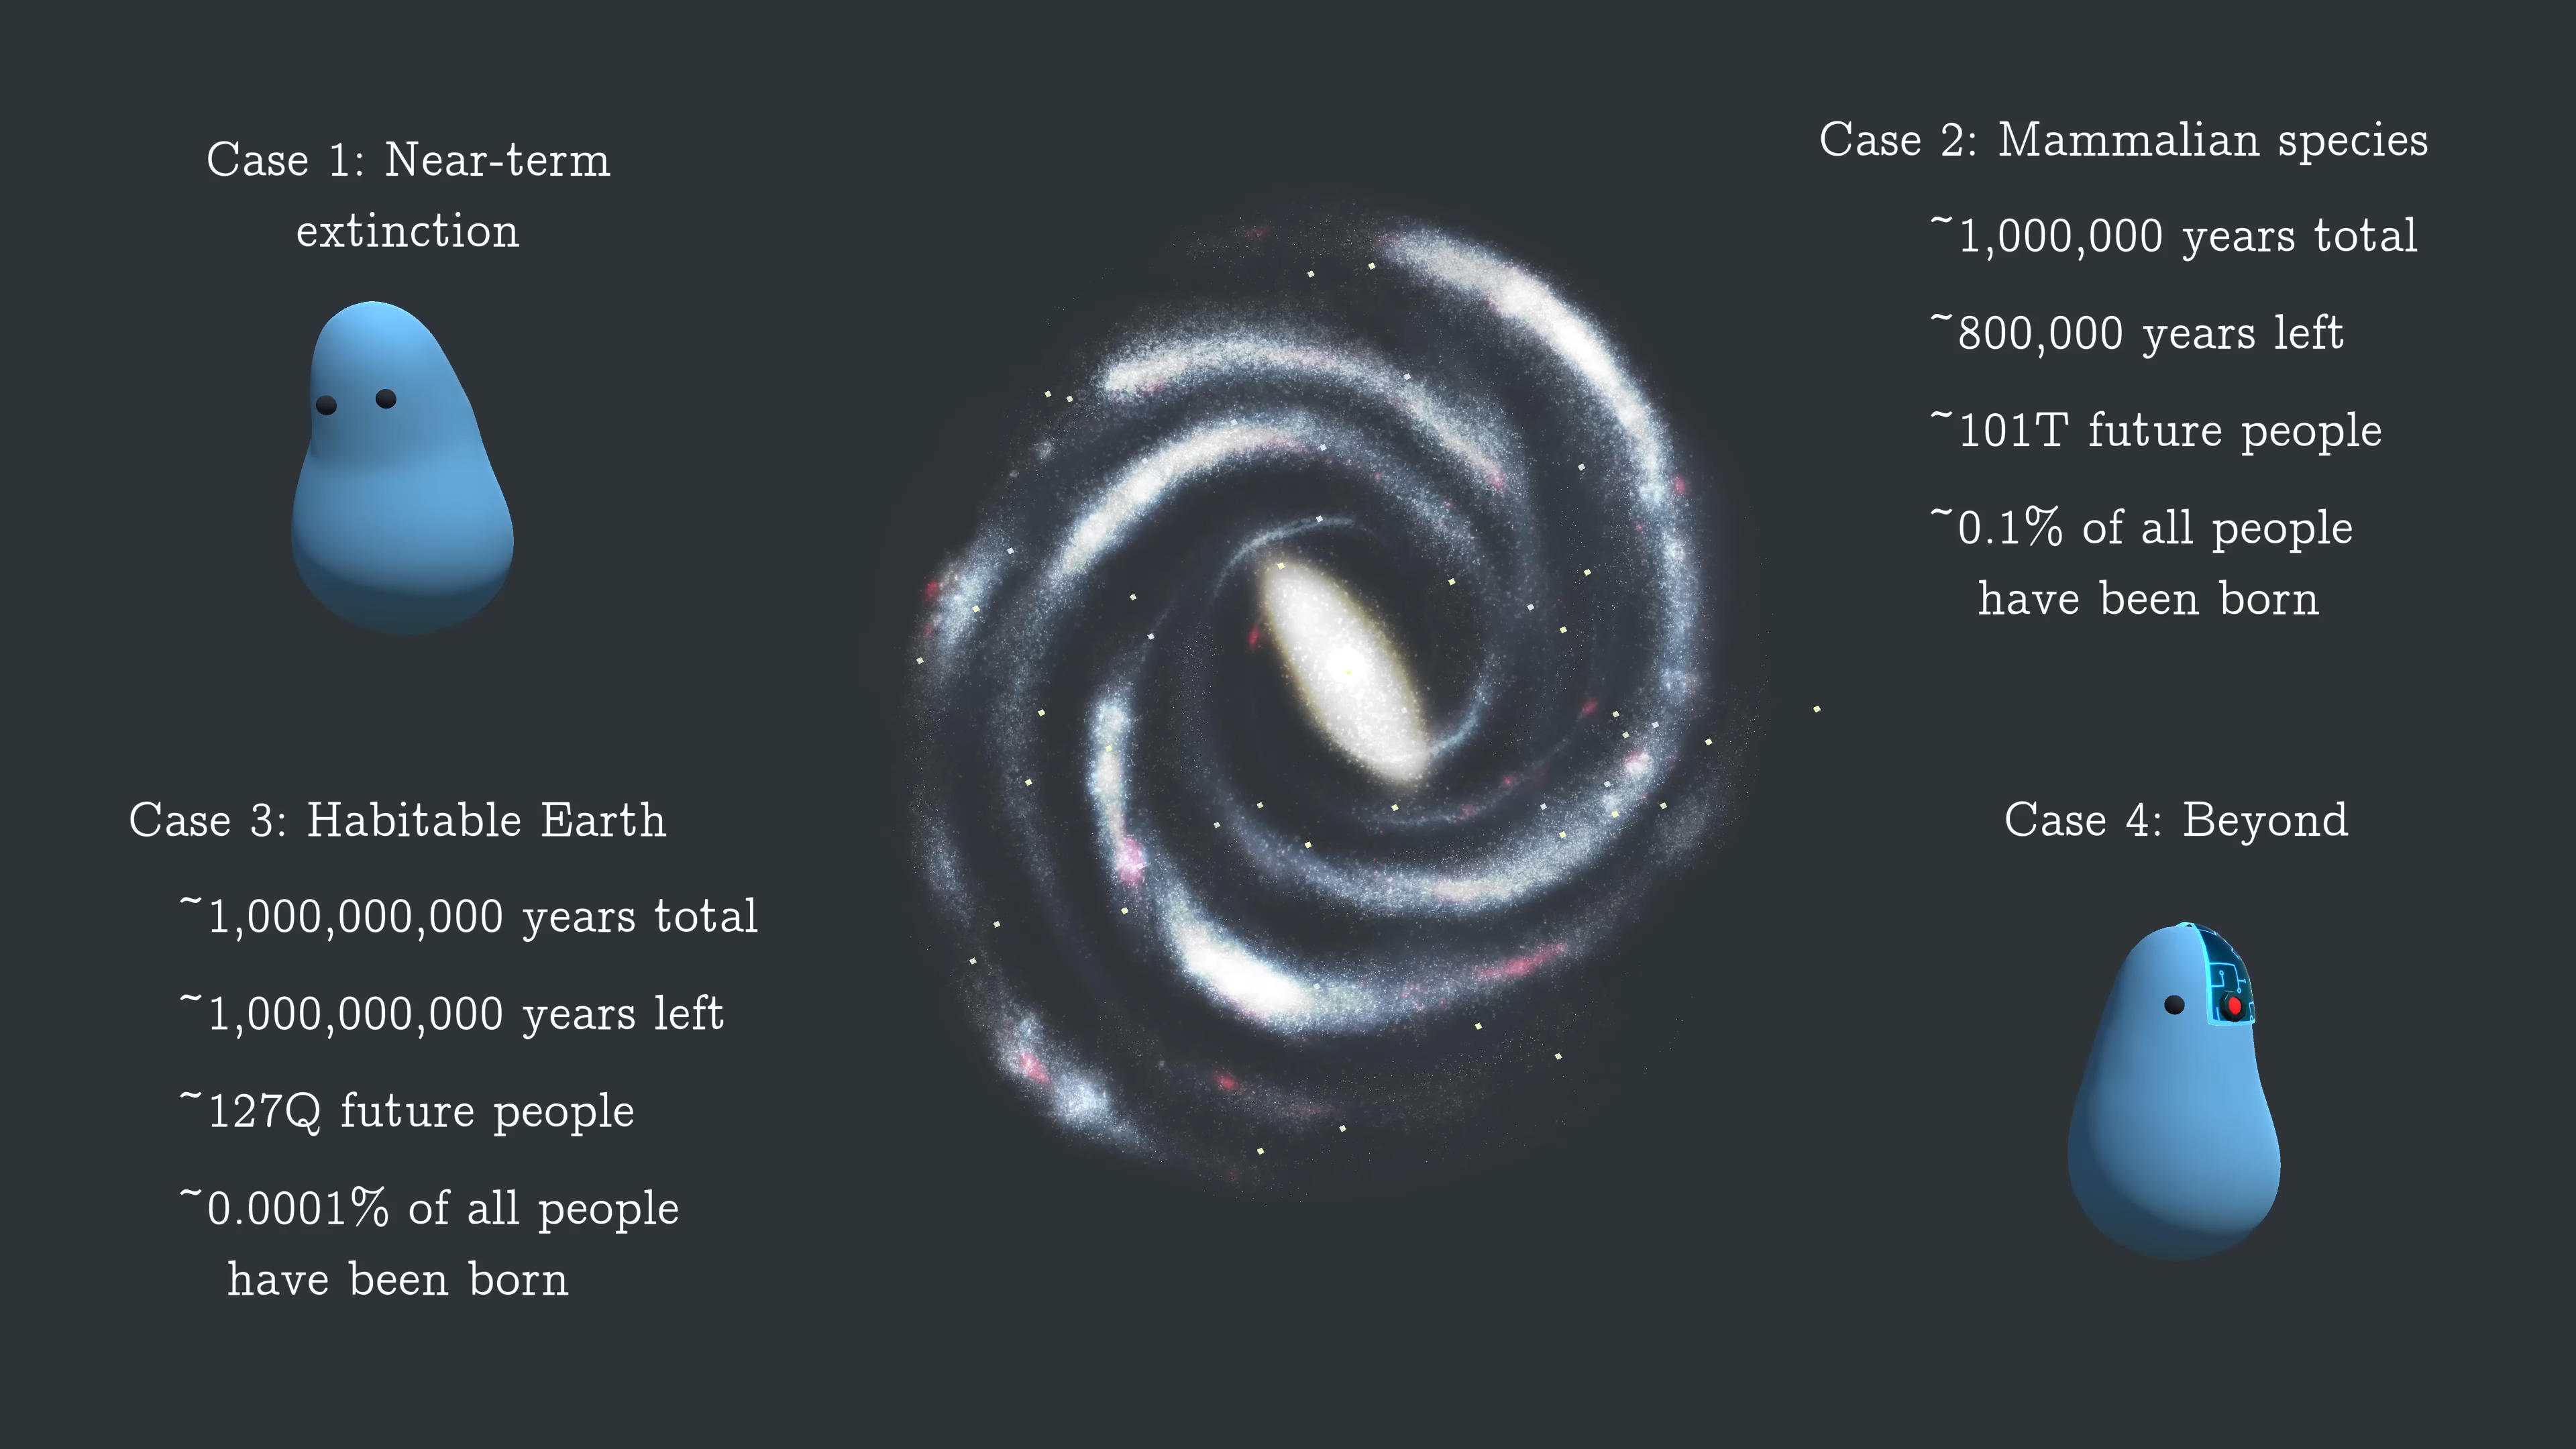 Case 1: Near-term
extinction
Case 2: Mammalian species
~1,000,000 years total
~800,000 years left
~101T future people
~0.1% of all people
have been born
Case 3: Habitable Earth
~1,000,000,000 years total
~1,000,000,000 years left
~127Q future people
~0.0001% of all people
have been born
Case 4: Beyond